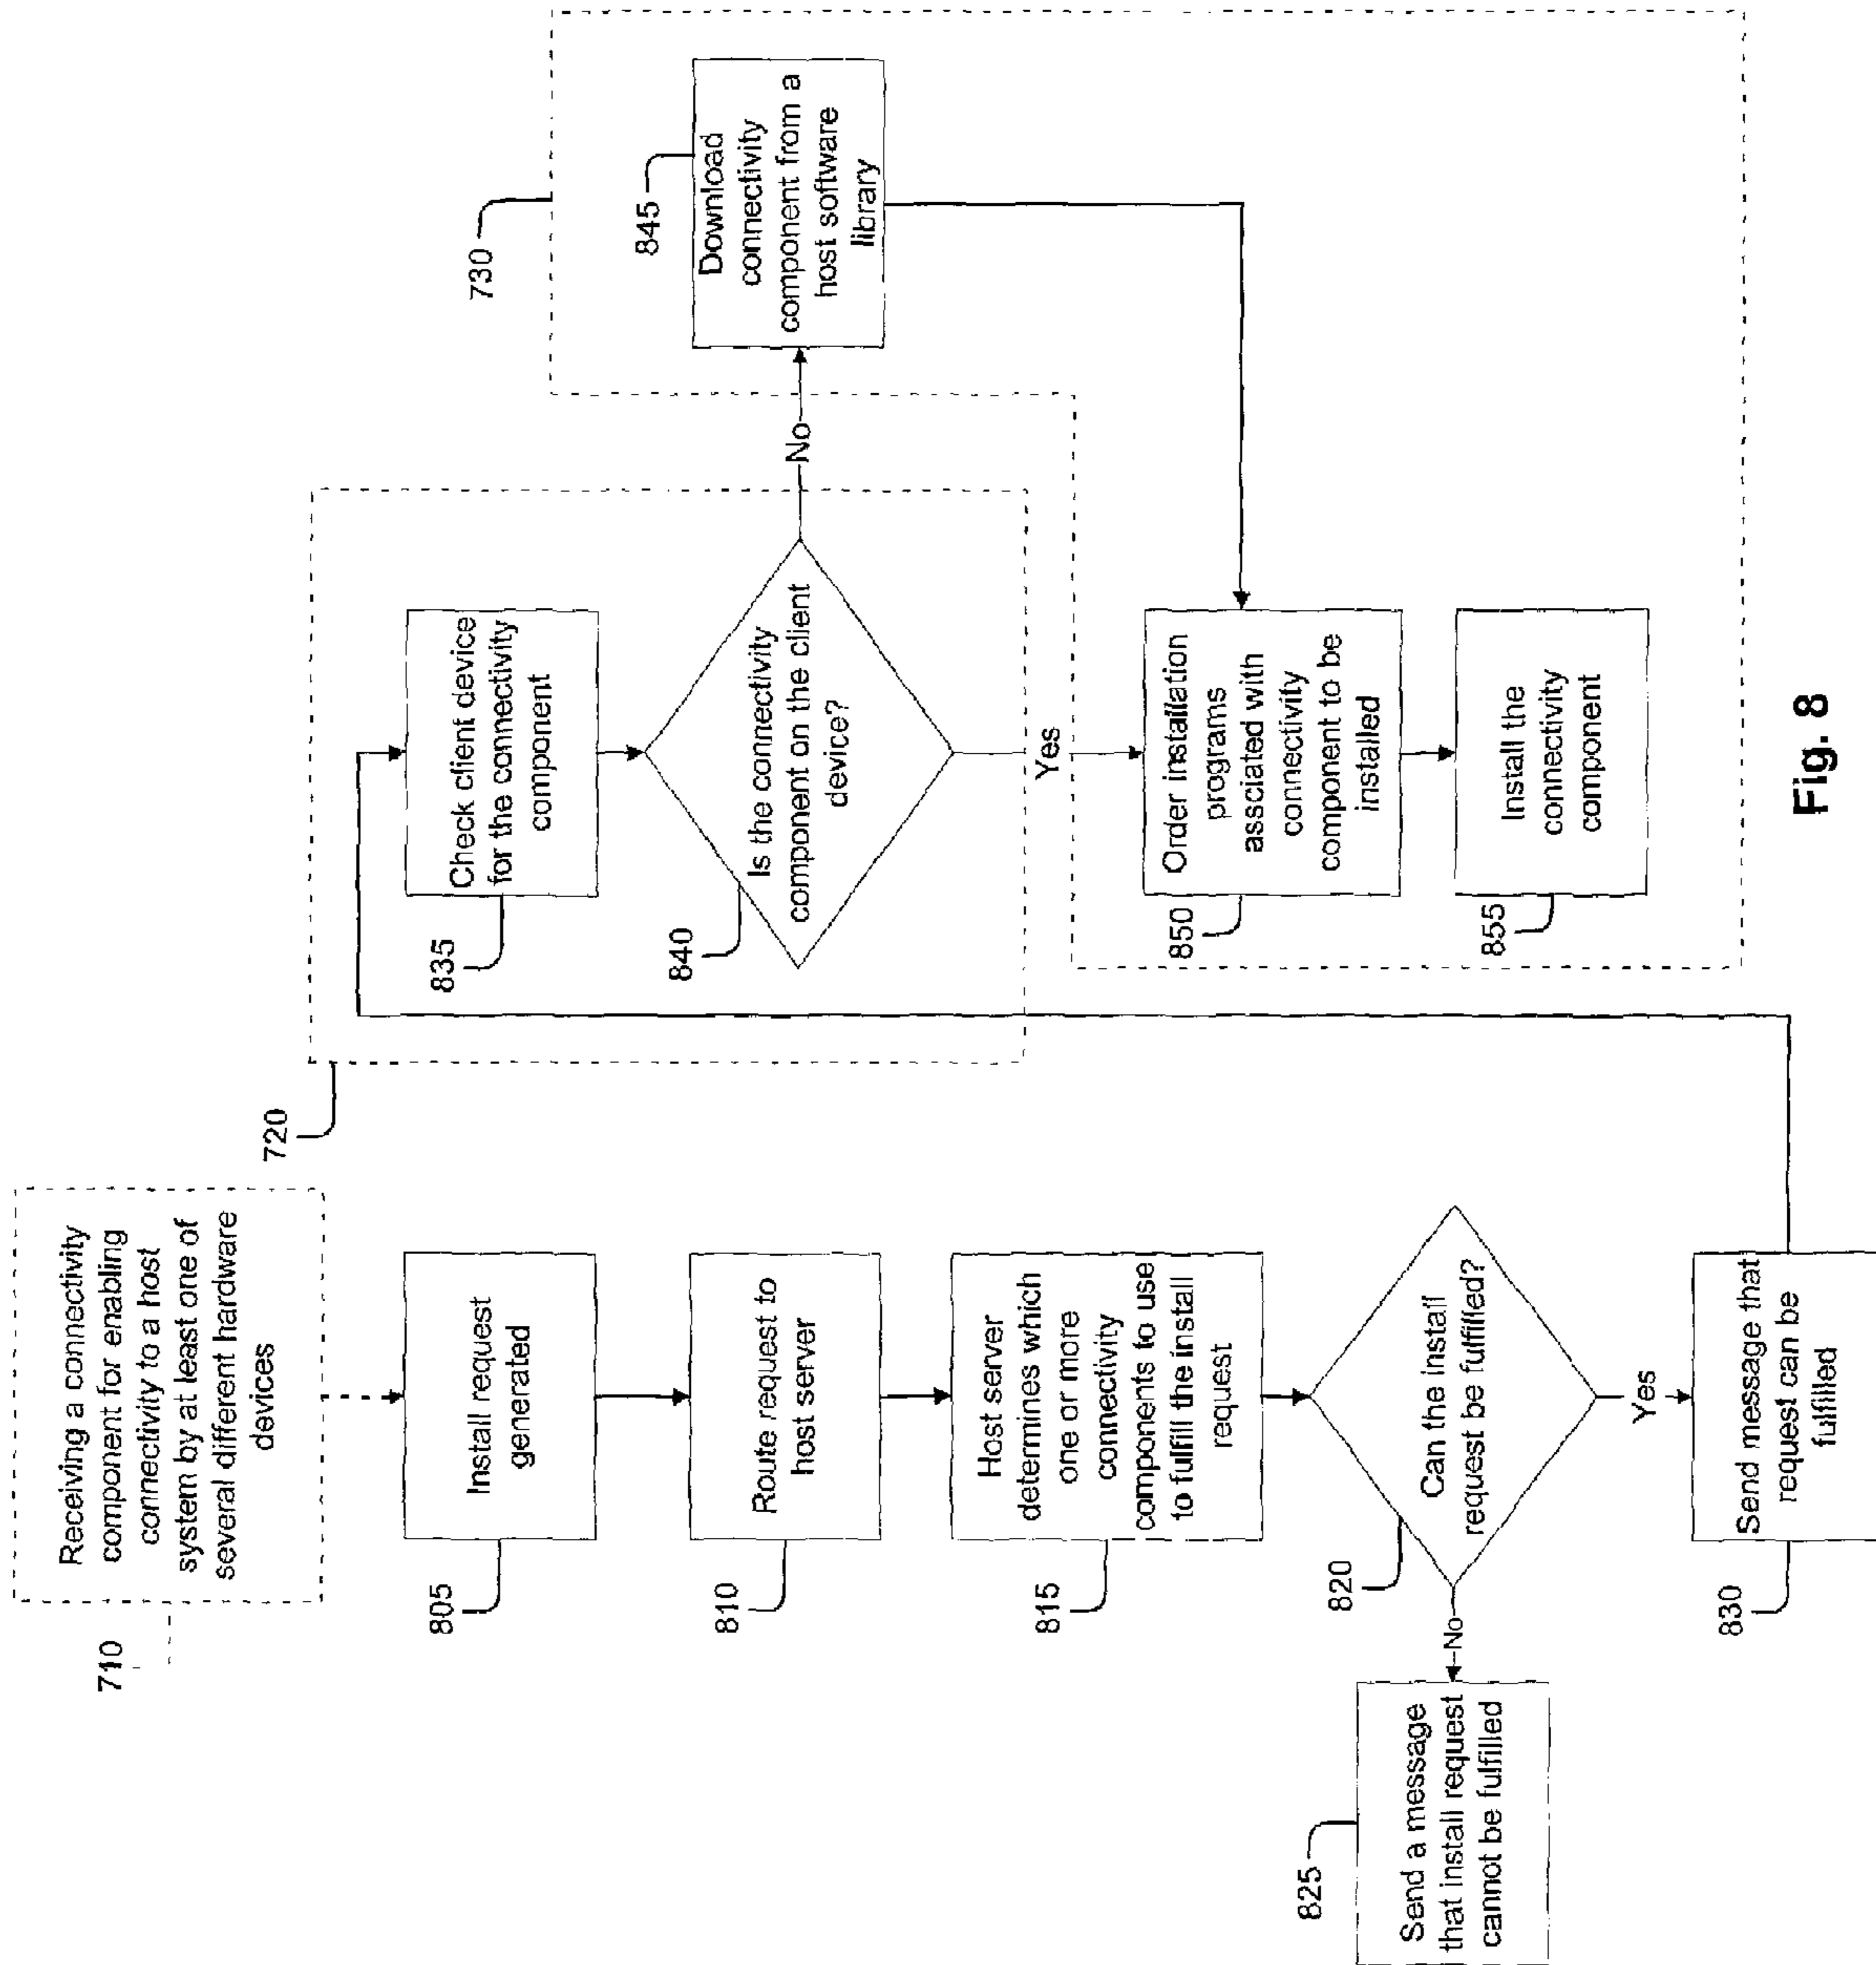 710
Receiving a connectivity
component for enabling
connectivity to a host
system by at least one of
several different hardware
devices
805
Install request
generated
810
Route request to
host server
815
Host server
determines which
one or more
connectivity
components to use
to fulfill the install
request
820
Can the install
request be fulfilled?
No
825
Send a message
that install request
cannot be fulfilled
Yes
830
Send message that
request can be
fulfilled
720
835
Check client device
for the connectivity
component
840
Is the connectivity
component on the client
device?
No
Yes
730
845
Download
connectivity
component from a
host software
library
850
Order installation
programs
assciated with
connectivity
component to be
installed
855
Install the
connectivity
component
Fig. 8